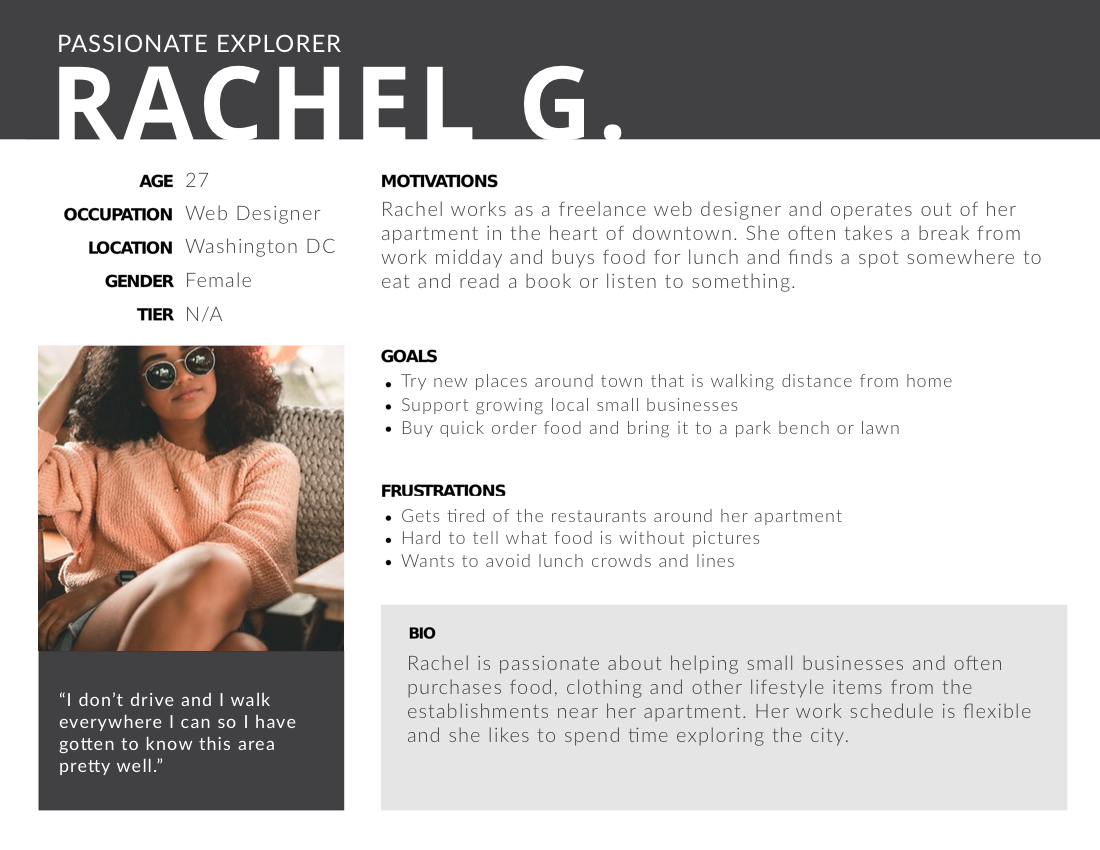 PASSIONATE EXPLORER
RACHEL G.
AGE 27
OCCUPATION Web Designer
LOCATION Washington DC
GENDER Female
TIER N/A
“I don’t drive and I walk
everywhere I can so I have
gotten to know this area
pretty well.”
MOTIVATIONS
Rachel works as a freelance web designer and operates out of her
apartment in the heart of downtown. She often takes a break from
work midday and buys food for lunch and finds a spot somewhere to
eat and read a book or listen to something.
GOALS
• Try new places around town that is walking distance from home
• Support growing local small businesses
• Buy quick order food and bring it to a park bench or lawn
FRUSTRATIONS
• Gets tired of the restaurants around her apartment
• Hard to tell what food is without pictures
• Wants to avoid lunch crowds and lines
BIO
Rachel is passionate about helping small businesses and often
purchases food, clothing and other lifestyle items from the
establishments near her apartment. Her work schedule is flexible
and she likes to spend time exploring the city.